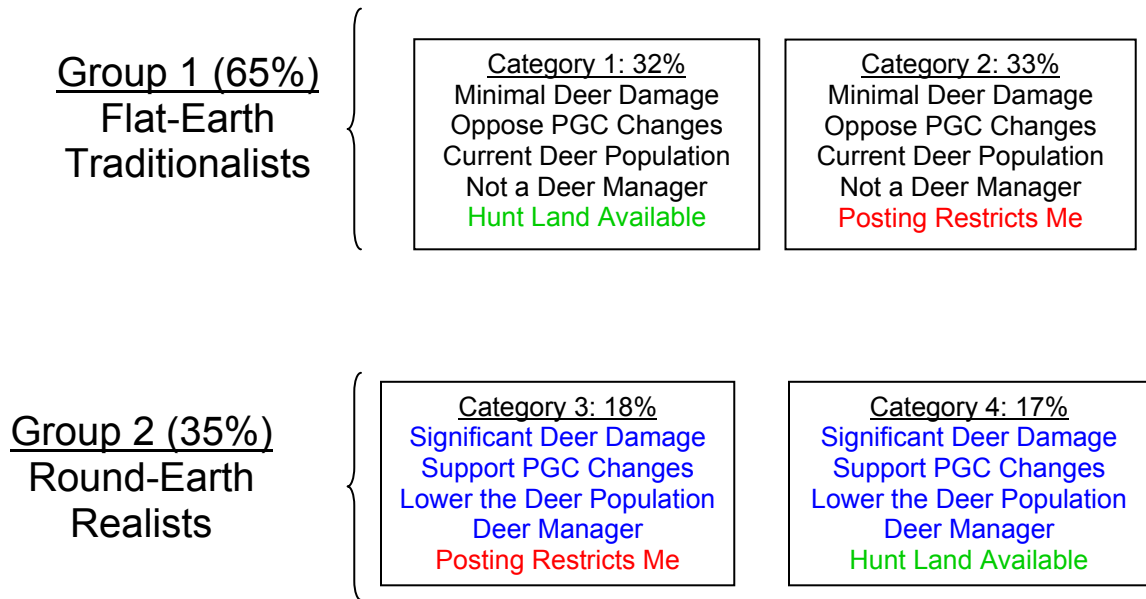 Group 1 (65%)
Flat-Earth
Traditionalists
Category 1: 32%
Minimal Deer Damage
Oppose PGC Changes
Current Deer Population
Not a Deer Manager
Hunt Land Available
Category 2: 33%
Minimal Deer Damage
Oppose PGC Changes
Current Deer Population
Not a Deer Manager
Posting Restricts Me
Group 2 (35%)
Round-Earth
Realists
Category 3: 18%
Significant Deer Damage
Support PGC Changes
Lower the Deer Population
Deer Manager
Posting Restricts Me
Category 4: 17%
Significant Deer Damage
Support PGC Changes
Lower the Deer Population
Deer Manager
Hunt Land Available